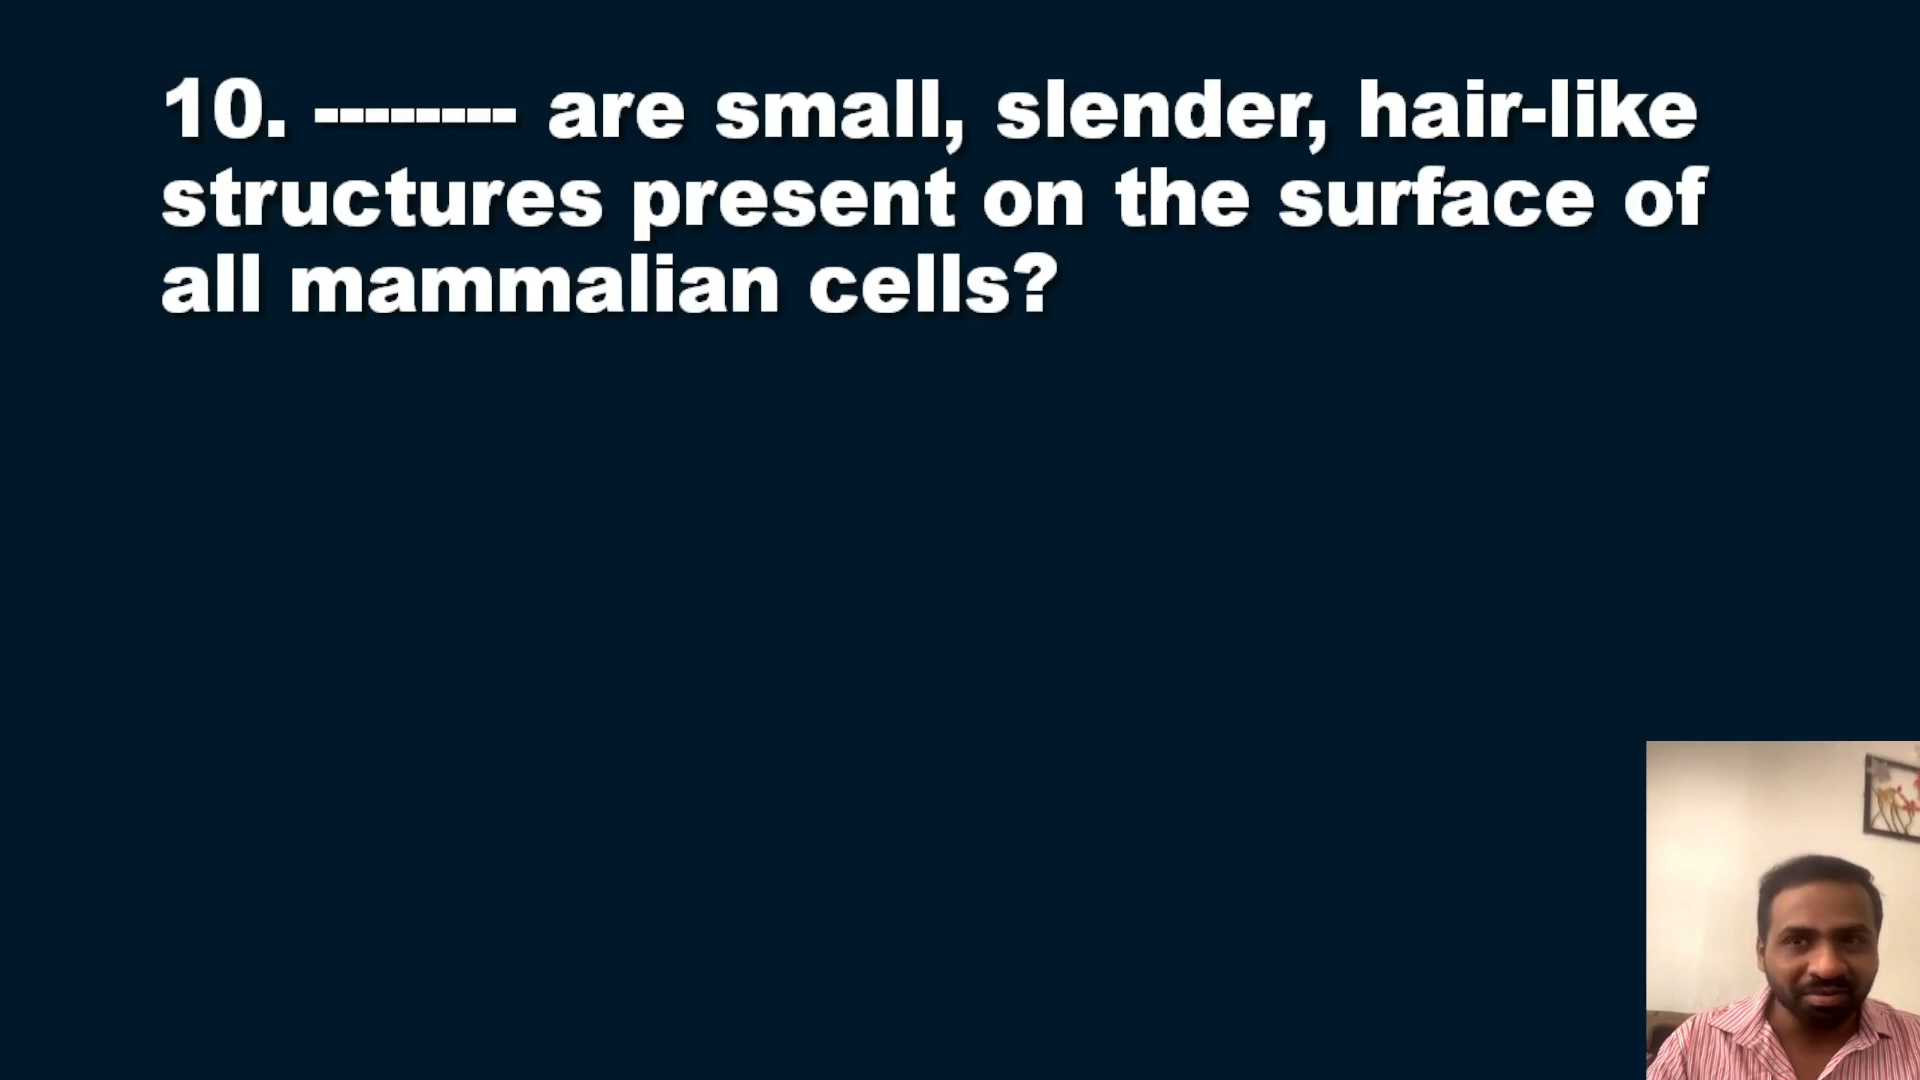 10. -------- are small, slender, hair-like
structures present on the surface of
all mammalian cells?